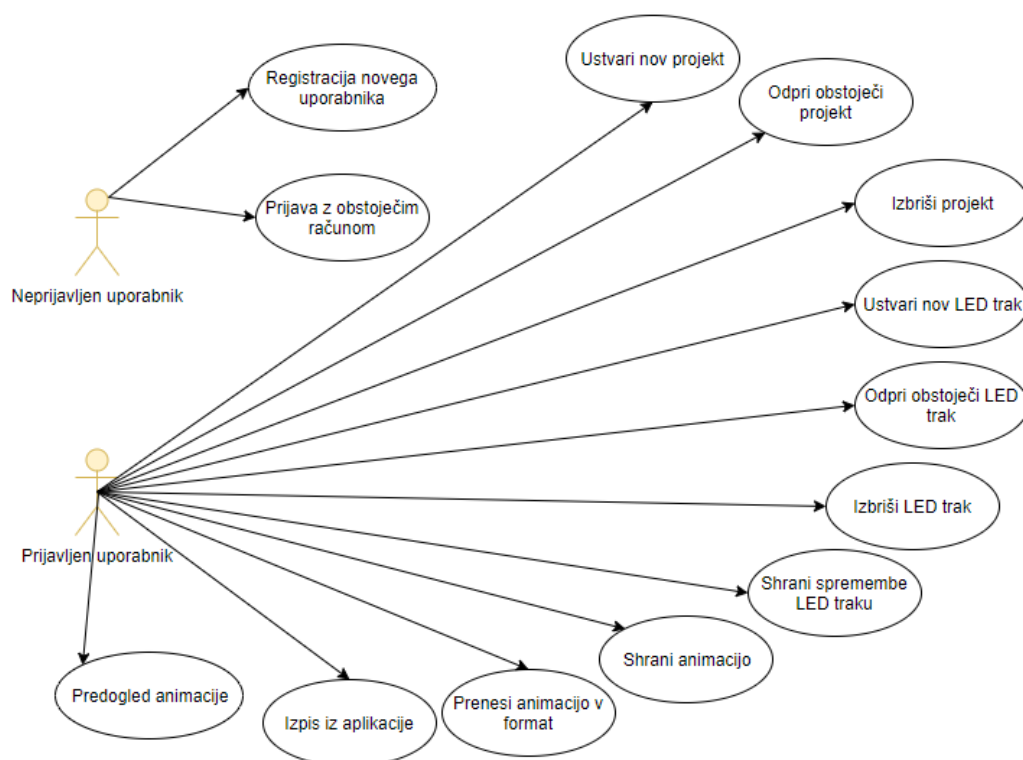 Ustvari nov projekt
Registracija novega
uporabnika
Odpri obstoječi
projekt
Izbriši projekt
Prijava z obstoječim
računom
Neprijavljen uporabnik
Ustvari nov LED trak
Odpri obstoječi LED
trak
Izbriši LED trak
Prijavljen uporabnik
Shrani spremembe
LED traku
Shrani animacijo
Predogled animacije
Prenesi animacijo v
format
Izpis iz aplikacije